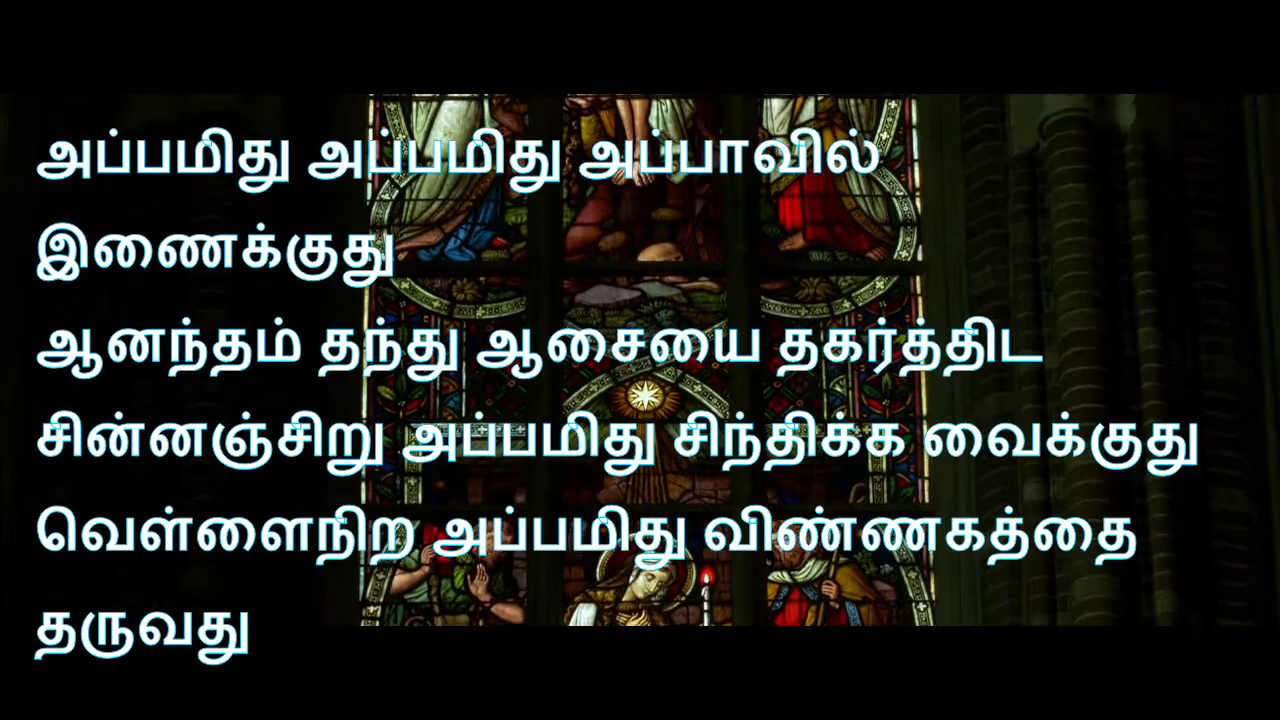 அப்பமிது அப்பமிது அப்பாவில்
இணைக்குது
ஆனந்தம் தந்து ஆசையை தகர்த்திட
சின்னஞ்சிறு அப்பமிது சிந்திக்க வைக்குது
வெள்ளைநிற அப்பமிது விண்ணகத்தை
தருவது